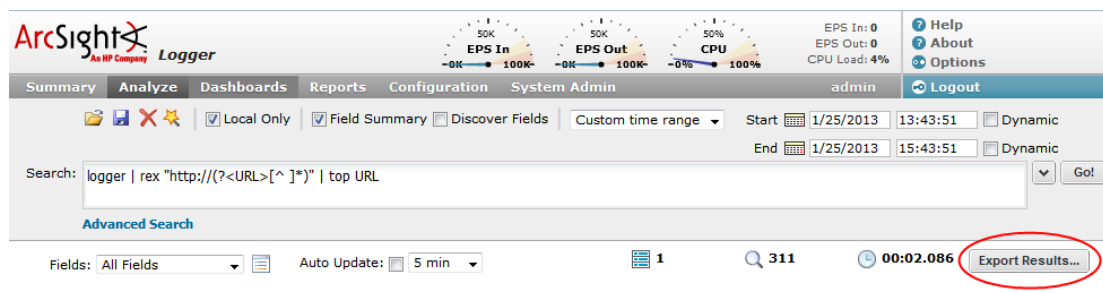 ArcSight
An HP Company
Logger
50K
EPS In
0K 100K
50K
EPS Out
0K 100K
50%
CPU
0% 100%
EPS In: 0
EPS Out: 0
CPU Load: 4%
Help
About
Options
Summary Analyze Dashboards Reports Configuration System Admin admin Logout
Local Only Field Summary Discover Fields Custom time range Start 1/25/2013 13:43:51 Dynamic
End 1/25/2013 15:43:51 Dynamic
Search: logger | rex "http://(?<URL>[^ ]*)" | top URL Go!
Advanced Search
Fields: All Fields Auto Update: 5 min 1 311 00:02.086 Export Results...